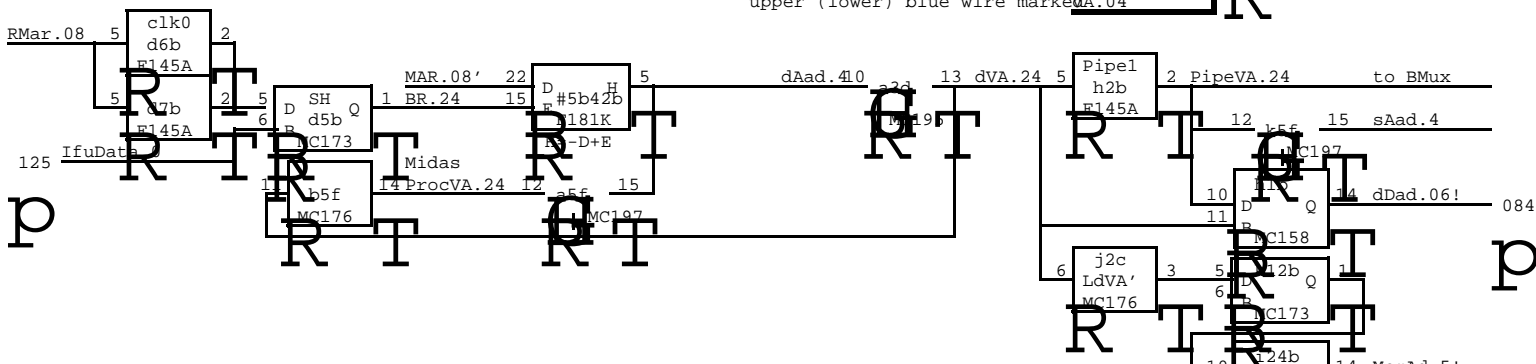 upper (lower) blue wire marked
VA.04
R
RMar.08 5 clk0 2
d6b
F145A
R T
5 d7b 2
F145A
R T
125 IfuData.0
p
5 D SH Q 1
6 B d5b
MC173
R T
11 b5f 14
MC176
R T
MAR.08′ 22 D H 5
BR.24 15 E #5b42b
F181K
H=-D+E
R T
Midas
ProcVA.24 12 a5f 15
MC197
G
R T
dAad.4 10 13 dVA.24 5
G
R T
Pipe1 2 PipeVA.24 to BMux
h2b
F145A
R T
12 k5f 15 sAad.4
MC197
G
R T
10 D Q 14 dDad.06! 084
11
MC158
R T
p
6 j2c 3
LdVA′
MC176
R T
5 D 12b Q 1
6 B
MC173
R T
10 i24b 14